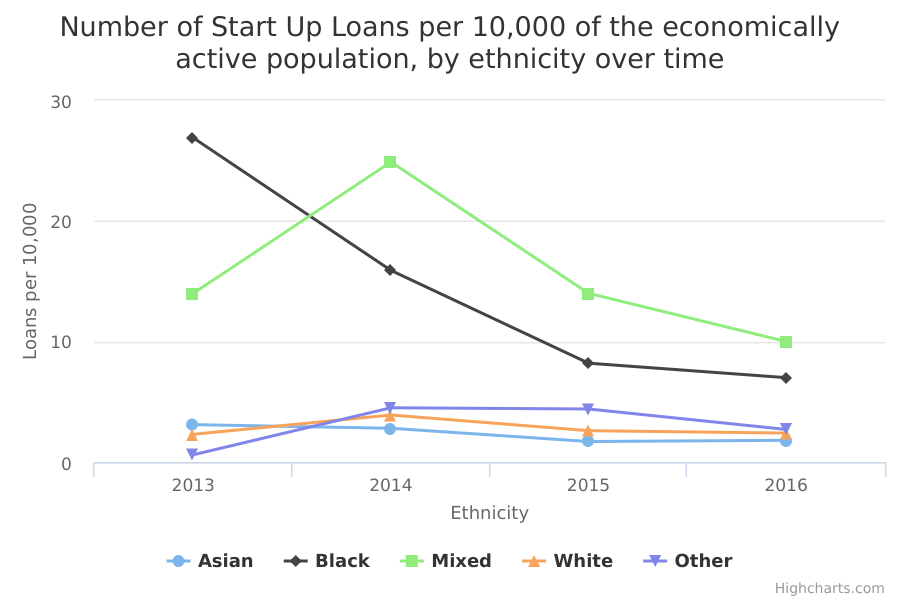 Number of Start Up Loans per 10,000 of the economically
active population, by ethnicity over time
Loans per 10,000
30
20
10
0
2013 2014 2015 2016
Ethnicity
Asian Black Mixed White Other
Highcharts.com